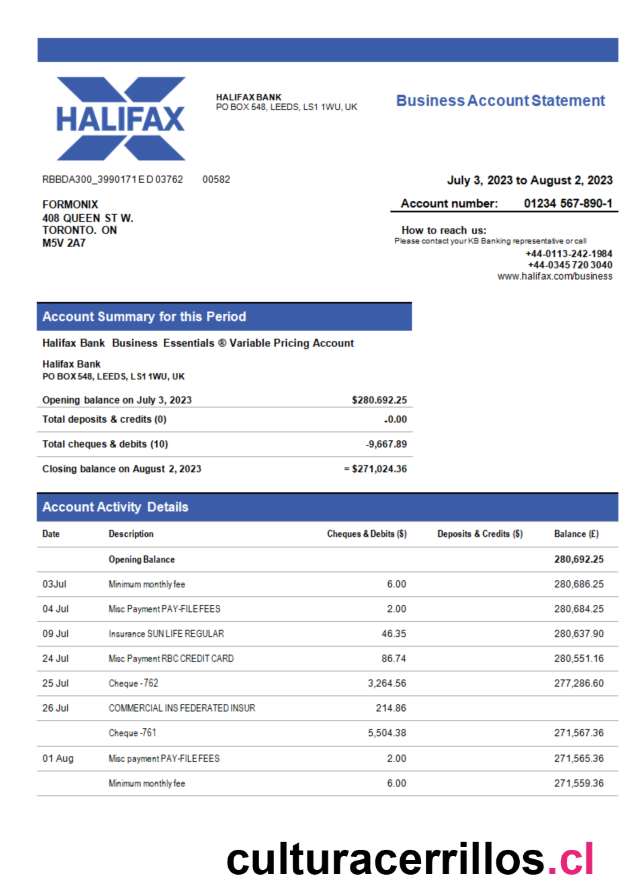 HALIFAX
HALIFAX BANK
PO BOX 548, LEEDS, LS1 1WU, UK
Business Account Statement
RBBDA300_3990171 E D 03762 00582
July 3, 2023 to August 2, 2023
FORMONIX
408 QUEEN ST W.
TORONTO. ON
M5V 2A7
Account number: 01234 567-890-1
How to reach us:
Please contact your KB Banking representative or call
+44-0113-242-1984
+44-0345 720 3040
www.halifax.com/business
Account Summary for this Period
Halifax Bank Business Essentials ® Variable Pricing Account
Halifax Bank
PO BOX 548, LEEDS, LS1 1WU, UK
Opening balance on July 3, 2023 $280.692.25
Total deposits & credits (0) -0.00
Total cheques & debits (10) -9,667.89
Closing balance on August 2, 2023 = $271,024.36
Account Activity Details
Date Description Cheques & Debits ($) Deposits & Credits ($) Balance (£)
Opening Balance 280,692.25
03Jul Minimum monthly fee 6.00 280,686.25
04 Jul Misc Payment PAY-FILE FEES 2.00 280,684.25
09 Jul Insurance SUN LIFE REGULAR 46.35 280,637.90
24 Jul Misc Payment RBC CREDIT CARD 86.74 280,551.16
25 Jul Cheque -762 3,264.56 277,286.60
26 Jul COMMERCIAL INS FEDERATED INSUR 214.86
Cheque -761 5,504.38 271,567.36
01 Aug Misc payment PAY-FILE FEES 2.00 271,565.36
Minimum monthly fee 6.00 271,559.36
culturacerrillos.cl